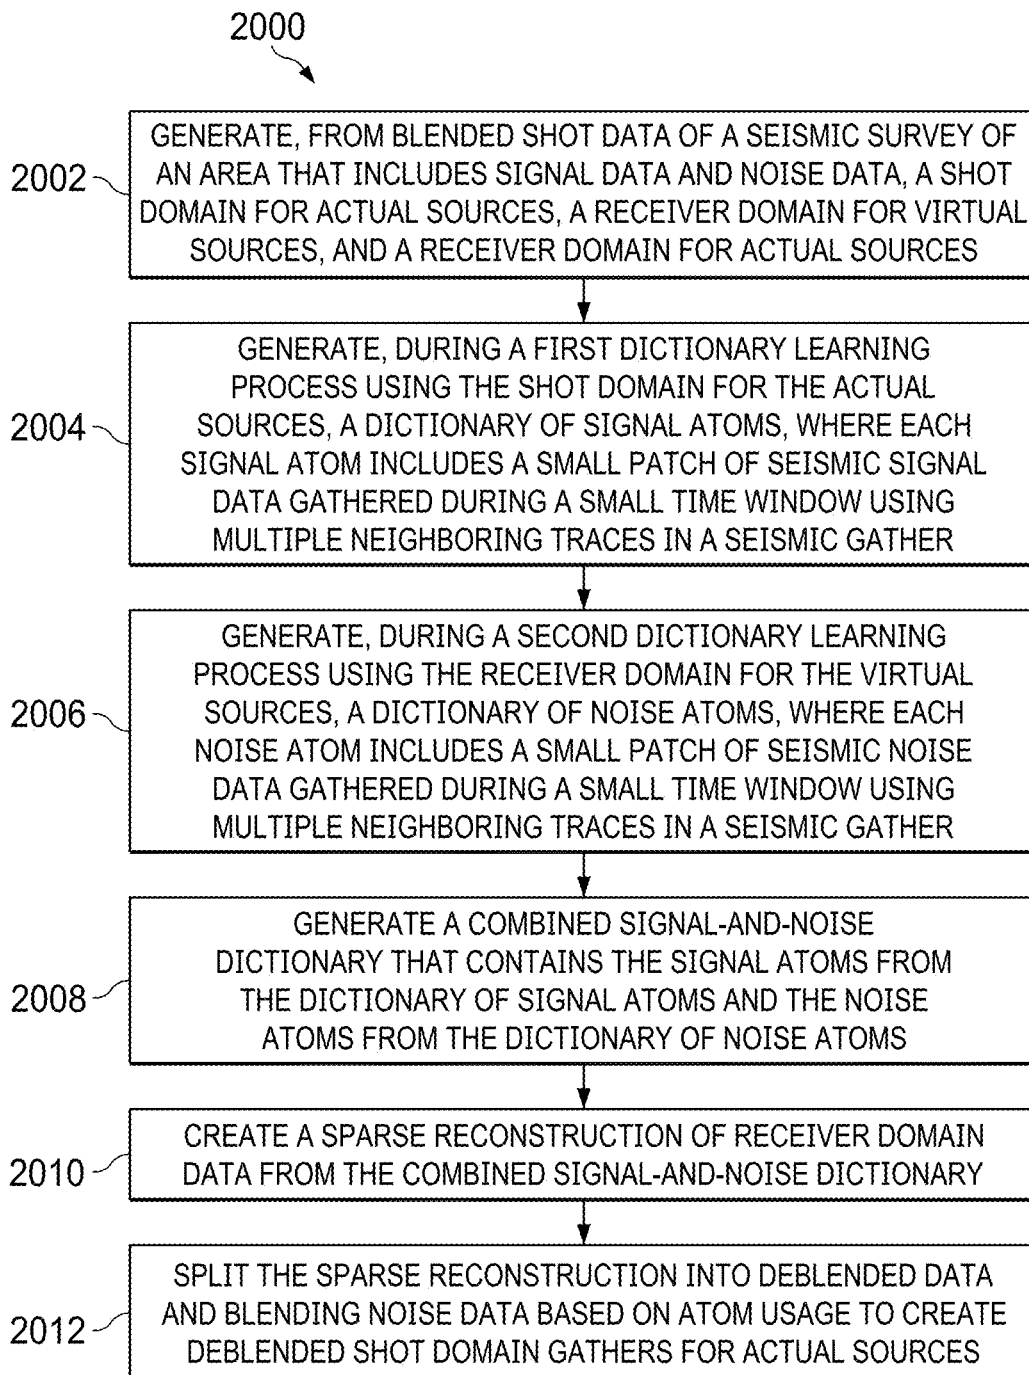 2000
2002
GENERATE, FROM BLENDED SHOT DATA OF A SEISMIC SURVEY OF
AN AREA THAT INCLUDES SIGNAL DATA AND NOISE DATA, A SHOT
DOMAIN FOR ACTUAL SOURCES, A RECEIVER DOMAIN FOR VIRTUAL
SOURCES, AND A RECEIVER DOMAIN FOR ACTUAL SOURCES
2004
GENERATE, DURING A FIRST DICTIONARY LEARNING
PROCESS USING THE SHOT DOMAIN FOR THE ACTUAL
SOURCES, A DICTIONARY OF SIGNAL ATOMS, WHERE EACH
SIGNAL ATOM INCLUDES A SMALL PATCH OF SEISMIC SIGNAL
DATA GATHERED DURING A SMALL TIME WINDOW USING
MULTIPLE NEIGHBORING TRACES IN A SEISMIC GATHER
2006
GENERATE, DURING A SECOND DICTIONARY LEARNING
PROCESS USING THE RECEIVER DOMAIN FOR THE VIRTUAL
SOURCES, A DICTIONARY OF NOISE ATOMS, WHERE EACH
NOISE ATOM INCLUDES A SMALL PATCH OF SEISMIC NOISE
DATA GATHERED DURING A SMALL TIME WINDOW USING
MULTIPLE NEIGHBORING TRACES IN A SEISMIC GATHER
2008
GENERATE A COMBINED SIGNAL-AND-NOISE
DICTIONARY THAT CONTAINS THE SIGNAL ATOMS FROM
THE DICTIONARY OF SIGNAL ATOMS AND THE NOISE
ATOMS FROM THE DICTIONARY OF NOISE ATOMS
2010
CREATE A SPARSE RECONSTRUCTION OF RECEIVER DOMAIN
DATA FROM THE COMBINED SIGNAL-AND-NOISE DICTIONARY
2012
SPLIT THE SPARSE RECONSTRUCTION INTO DEBLENDED DATA
AND BLENDING NOISE DATA BASED ON ATOM USAGE TO CREATE
DEBLENDED SHOT DOMAIN GATHERS FOR ACTUAL SOURCES